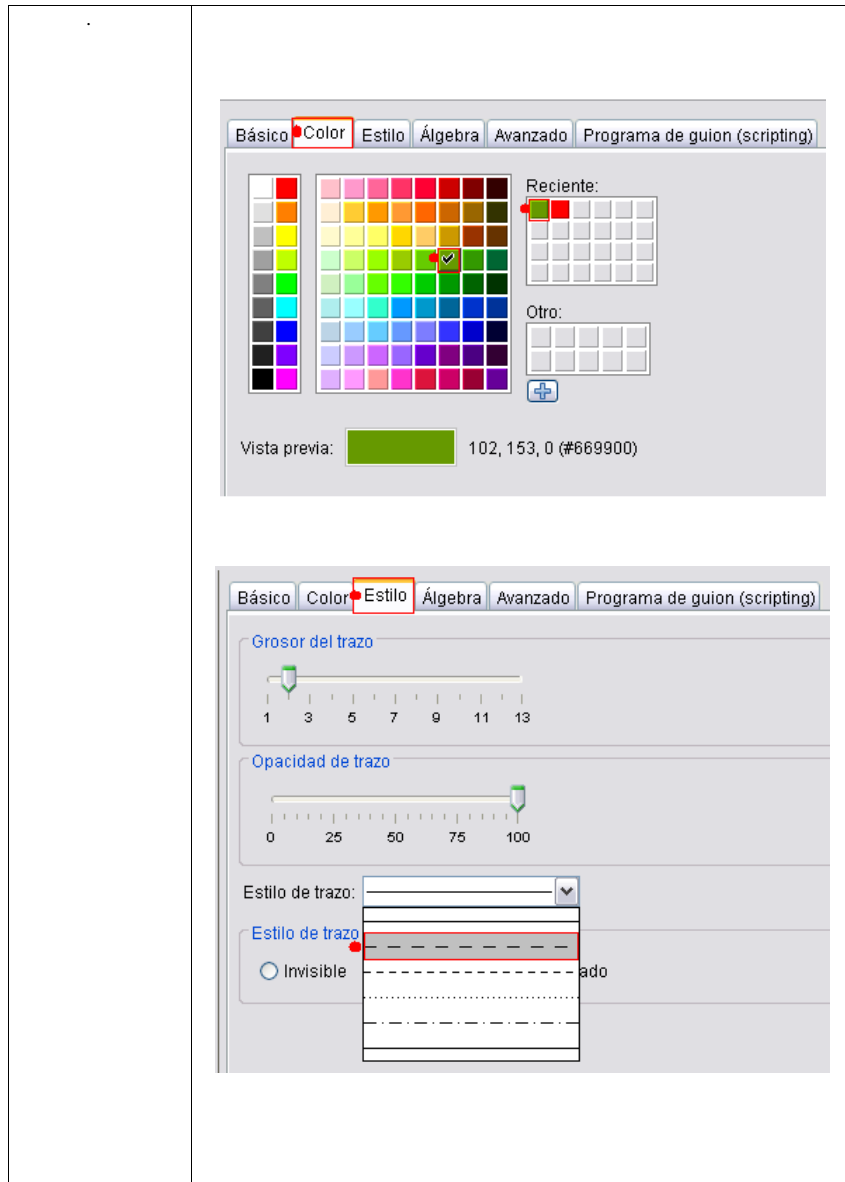 .
Básico Color Estilo Álgebra Avanzado Programa de guion (scripting)
Reciente:
Otro:
Vista previa: 102, 153, 0 (#669900)
Básico Color Estilo Álgebra Avanzado Programa de guion (scripting)
Grosor del trazo
1 3 5 7 9 11 13
Opacidad de trazo
0 25 50 75 100
Estilo de trazo:
Estilo de trazo
Invisible ado